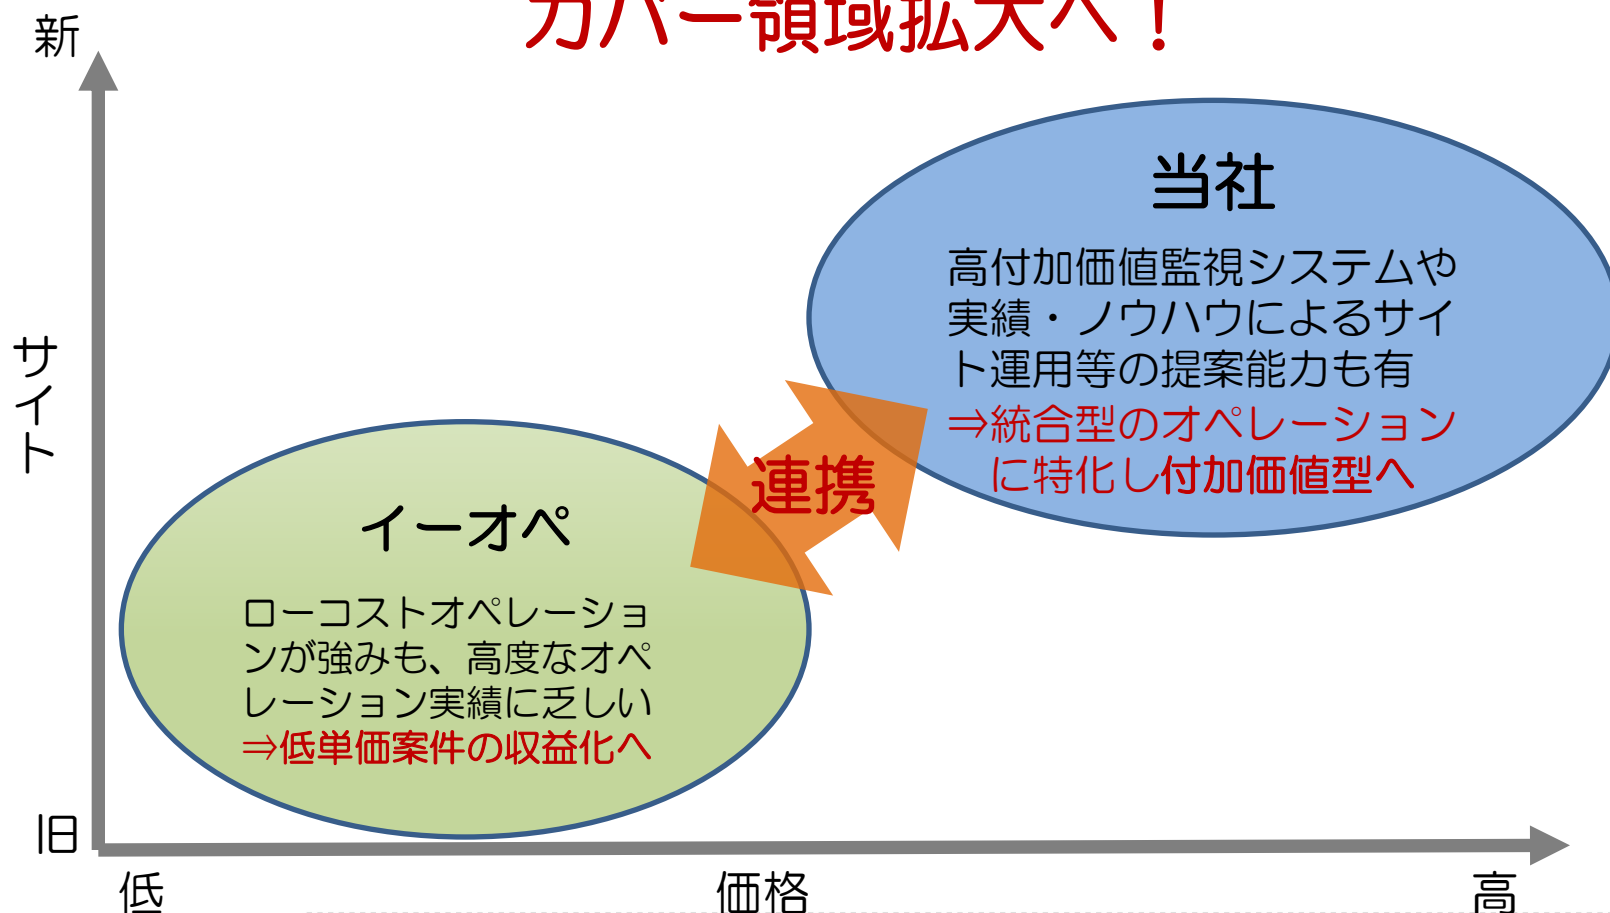 カバー領域拡大へ！
新
当社
高付加価値監視システムや
実績・ノウハウによるサイ
ト運用等の提案能力も有
⇒統合型のオペレーション
に特化し付加価値型へ
サイト
連携
イーオペ
ローコストオペレーショ
ンが強みも、高度なオペ
レーション実績に乏しい
⇒低単価案件の収益化へ
旧
低
価格
高